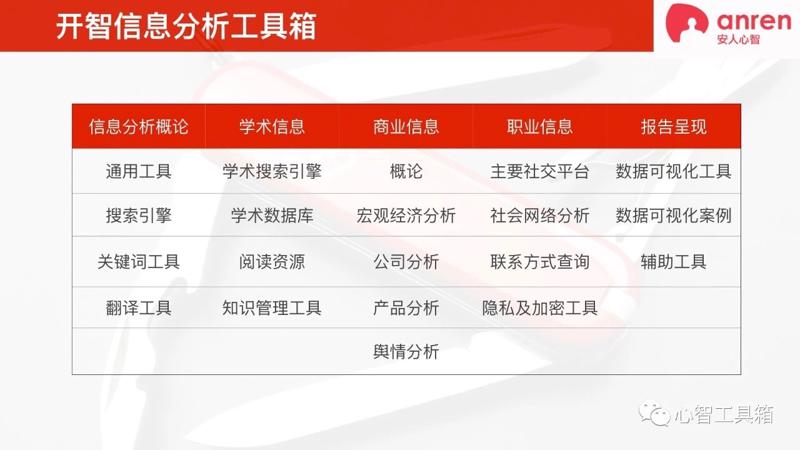 开智信息分析工具箱
anren
安人心智
信息分析概论 学术信息 商业信息 职业信息 报告呈现
通用工具 学术搜索引擎 概论 主要社交平台 数据可视化工具
搜索引擎 学术数据库 宏观经济分析 社会网络分析 数据可视化案例
关键词工具 阅读资源 公司分析 联系方式查询 辅助工具
翻译工具 知识管理工具 产品分析 隐私及加密工具
舆情分析
心智工具箱